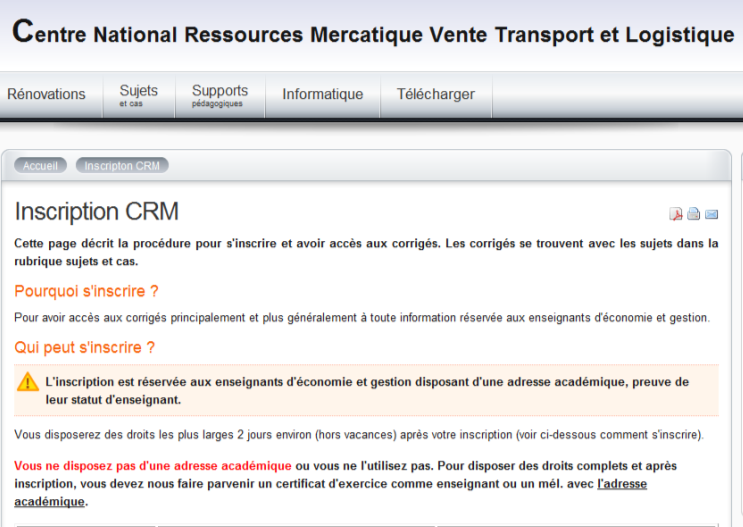 Centre National Ressources Mercatique Vente Transport et Logistique
Rénovations
Sujets
et cas
Supports
pédagogiques
Informatique
Télécharger
Accueil
Inscripton CRM
Inscription CRM
Cette page décrit la procédure pour s'inscrire et avoir accès aux corrigés. Les corrigés se trouvent avec les sujets dans la
rubrique sujets et cas.
Pourquoi s'inscrire ?
Pour avoir accès aux corrigés principalement et plus généralement à toute information réservée aux enseignants d'économie et gestion.
Qui peut s'inscrire ?
L'inscription est réservée aux enseignants d'économie et gestion disposant d'une adresse académique, preuve de
leur statut d'enseignant.
Vous disposerez des droits les plus larges 2 jours environ (hors vacances) après votre inscription (voir ci-dessous comment s'inscrire).
Vous ne disposez pas d'une adresse académique ou vous ne l'utilisez pas. Pour disposer des droits complets et après
inscription, vous devez nous faire parvenir un certificat d'exercice comme enseignant ou un mél. avec l'adresse
académique.